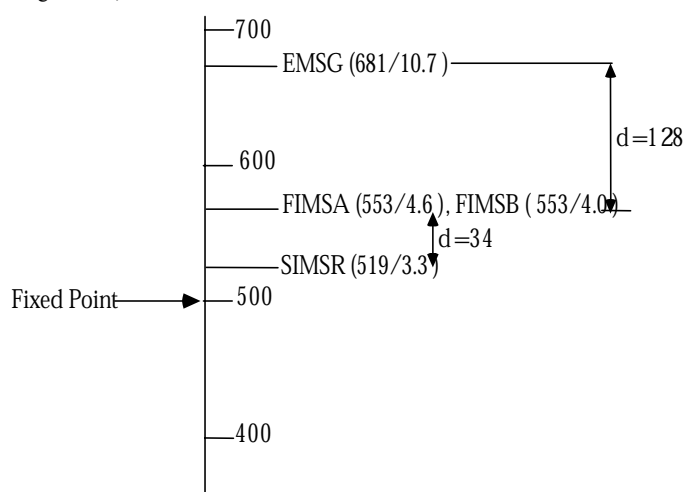 700
EMSG (681/10.7)
d=128
600
FIMSA (553/4.6), FIMSB (553/4.0)
d=34
SIMSR (519/3.3)
Fixed Point
500
400